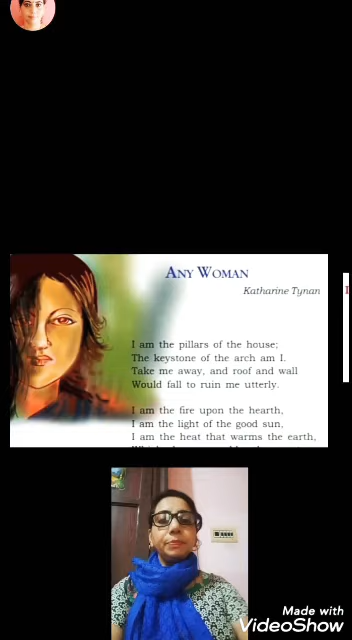 ANY WOMAN
Katharine Tynan
I am the pillars of the house;
The keystone of the arch am I.
Take me away, and roof and wall
Would fall to ruin me utterly.
I am the fire upon the hearth,
I am the light of the good sun,
I am the heat that warms the earth,
Made with
VideoShow